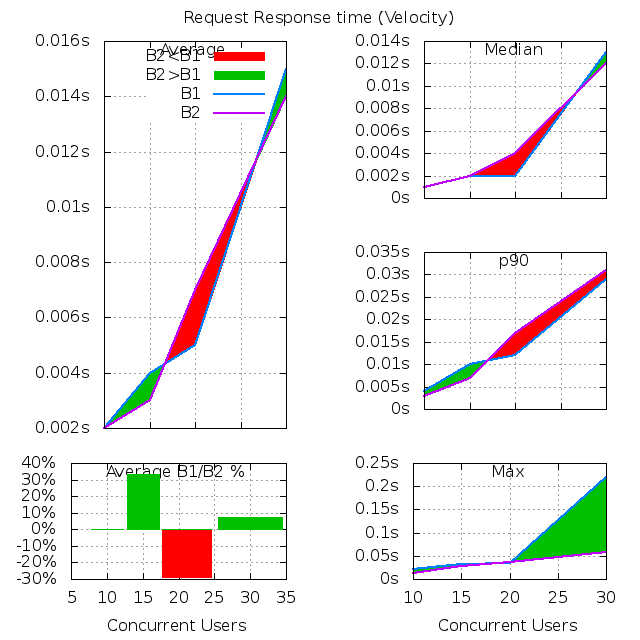 Request Response time (Velocity)
Average
B2<B1
B2>B1
B1
B2
0.016s
0.014s
0.012s
0.01s
0.008s
0.006s
0.004s
0.002s
Median
0.014s
0.012s
0.01s
0.008s
0.006s
0.004s
0.002s
0s
p90
0.035s
0.03s
0.025s
0.02s
0.015s
0.01s
0.005s
0s
Average B1/B2 %
40%
30%
20%
10%
0%
-10%
-20%
-30%
5 10 15 20 25 30 35
Concurrent Users
Max
0.25s
0.2s
0.15s
0.1s
0.05s
0s
10 15 20 25 30
Concurrent Users